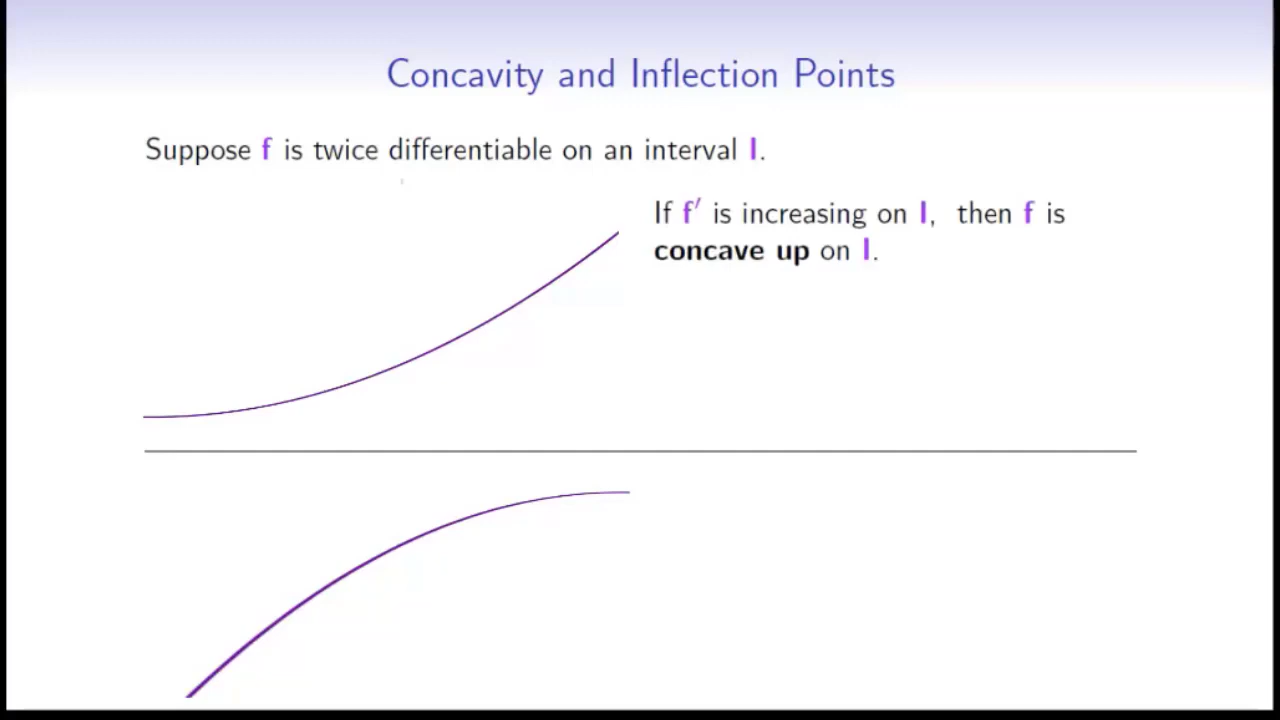 Concavity and Inflection Points
Suppose f is twice differentiable on an interval I.
If f′ is increasing on I, then f is
concave up on I.